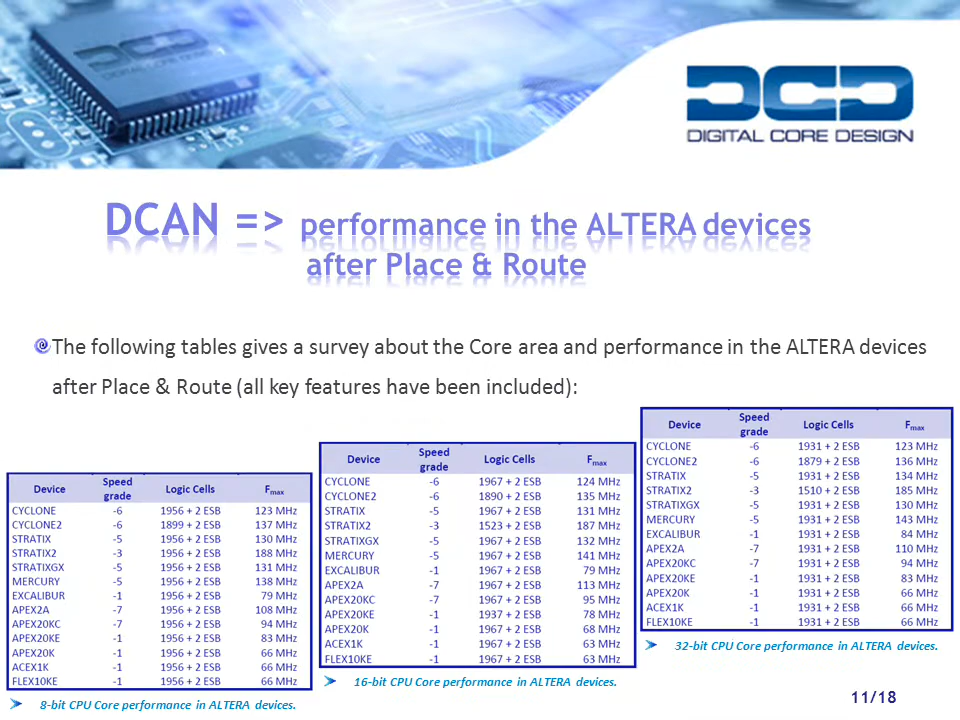 DIGITAL CORE DESIGN
DCD
DIGITAL CORE DESIGN
DCAN => performance in the ALTERA devices
after Place & Route
The following tables gives a survey about the Core area and performance in the ALTERA devices
after Place & Route (all key features have been included):
Device Speed grade Logic Cells Fmax
CYCLONE -6 1956 + 2 ESB 123 MHz
CYCLONE2 -6 1899 + 2 ESB 137 MHz
STRATIX -5 1956 + 2 ESB 130 MHz
STRATIX2 -3 1956 + 2 ESB 188 MHz
STRATIXGX -5 1956 + 2 ESB 131 MHz
MERCURY -5 1956 + 2 ESB 138 MHz
EXCALIBUR -1 1956 + 2 ESB 79 MHz
APEX2A -7 1956 + 2 ESB 108 MHz
APEX20KC -7 1956 + 2 ESB 94 MHz
APEX20KE -1 1956 + 2 ESB 83 MHz
APEX20K -1 1956 + 2 ESB 66 MHz
ACEX1K -1 1956 + 2 ESB 66 MHz
FLEX10KE -1 1956 + 2 ESB 66 MHz
8-bit CPU Core performance in ALTERA devices.
Device Speed grade Logic Cells Fmax
CYCLONE -6 1967 + 2 ESB 124 MHz
CYCLONE2 -6 1890 + 2 ESB 135 MHz
STRATIX -5 1967 + 2 ESB 131 MHz
STRATIX2 -3 1523 + 2 ESB 187 MHz
STRATIXGX -5 1967 + 2 ESB 132 MHz
MERCURY -5 1967 + 2 ESB 141 MHz
EXCALIBUR -1 1967 + 2 ESB 79 MHz
APEX2A -7 1967 + 2 ESB 113 MHz
APEX20KC -7 1967 + 2 ESB 95 MHz
APEX20KE -1 1937 + 2 ESB 78 MHz
APEX20K -1 1967 + 2 ESB 68 MHz
ACEX1K -1 1967 + 2 ESB 63 MHz
FLEX10KE -1 1967 + 2 ESB 63 MHz
16-bit CPU Core performance in ALTERA devices.
Device Speed grade Logic Cells Fmax
CYCLONE -6 1931 + 2 ESB 123 MHz
CYCLONE2 -6 1879 + 2 ESB 136 MHz
STRATIX -5 1931 + 2 ESB 134 MHz
STRATIX2 -3 1510 + 2 ESB 185 MHz
STRATIXGX -5 1931 + 2 ESB 130 MHz
MERCURY -5 1931 + 2 ESB 143 MHz
EXCALIBUR -1 1931 + 2 ESB 84 MHz
APEX2A -7 1931 + 2 ESB 110 MHz
APEX20KC -7 1931 + 2 ESB 94 MHz
APEX20KE -1 1931 + 2 ESB 83 MHz
APEX20K -1 1931 + 2 ESB 66 MHz
ACEX1K -1 1931 + 2 ESB 66 MHz
FLEX10KE -1 1931 + 2 ESB 66 MHz
32-bit CPU Core performance in ALTERA devices.
11/18